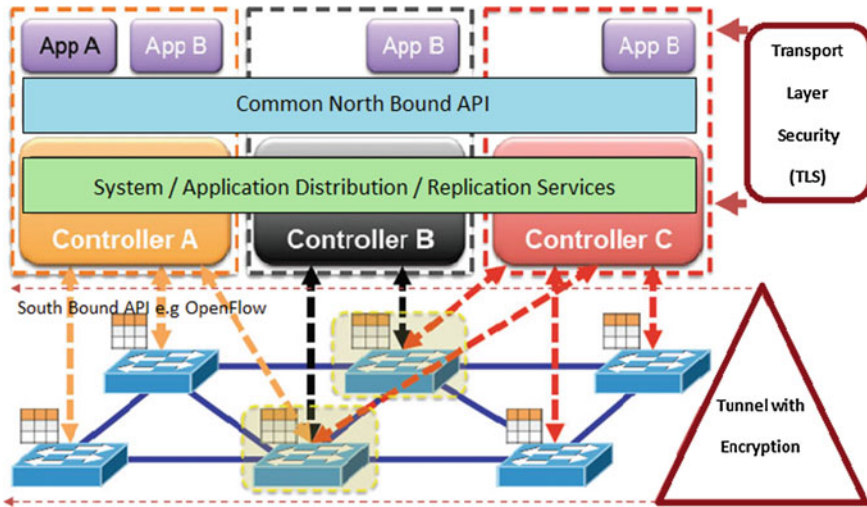 App A
App B
App B
App B
Common North Bound API
System / Application Distribution / Replication Services
Controller A
Controller B
Controller C
Transport
Layer
Security
(TLS)
South Bound API e.g OpenFlow
Tunnel with
Encryption